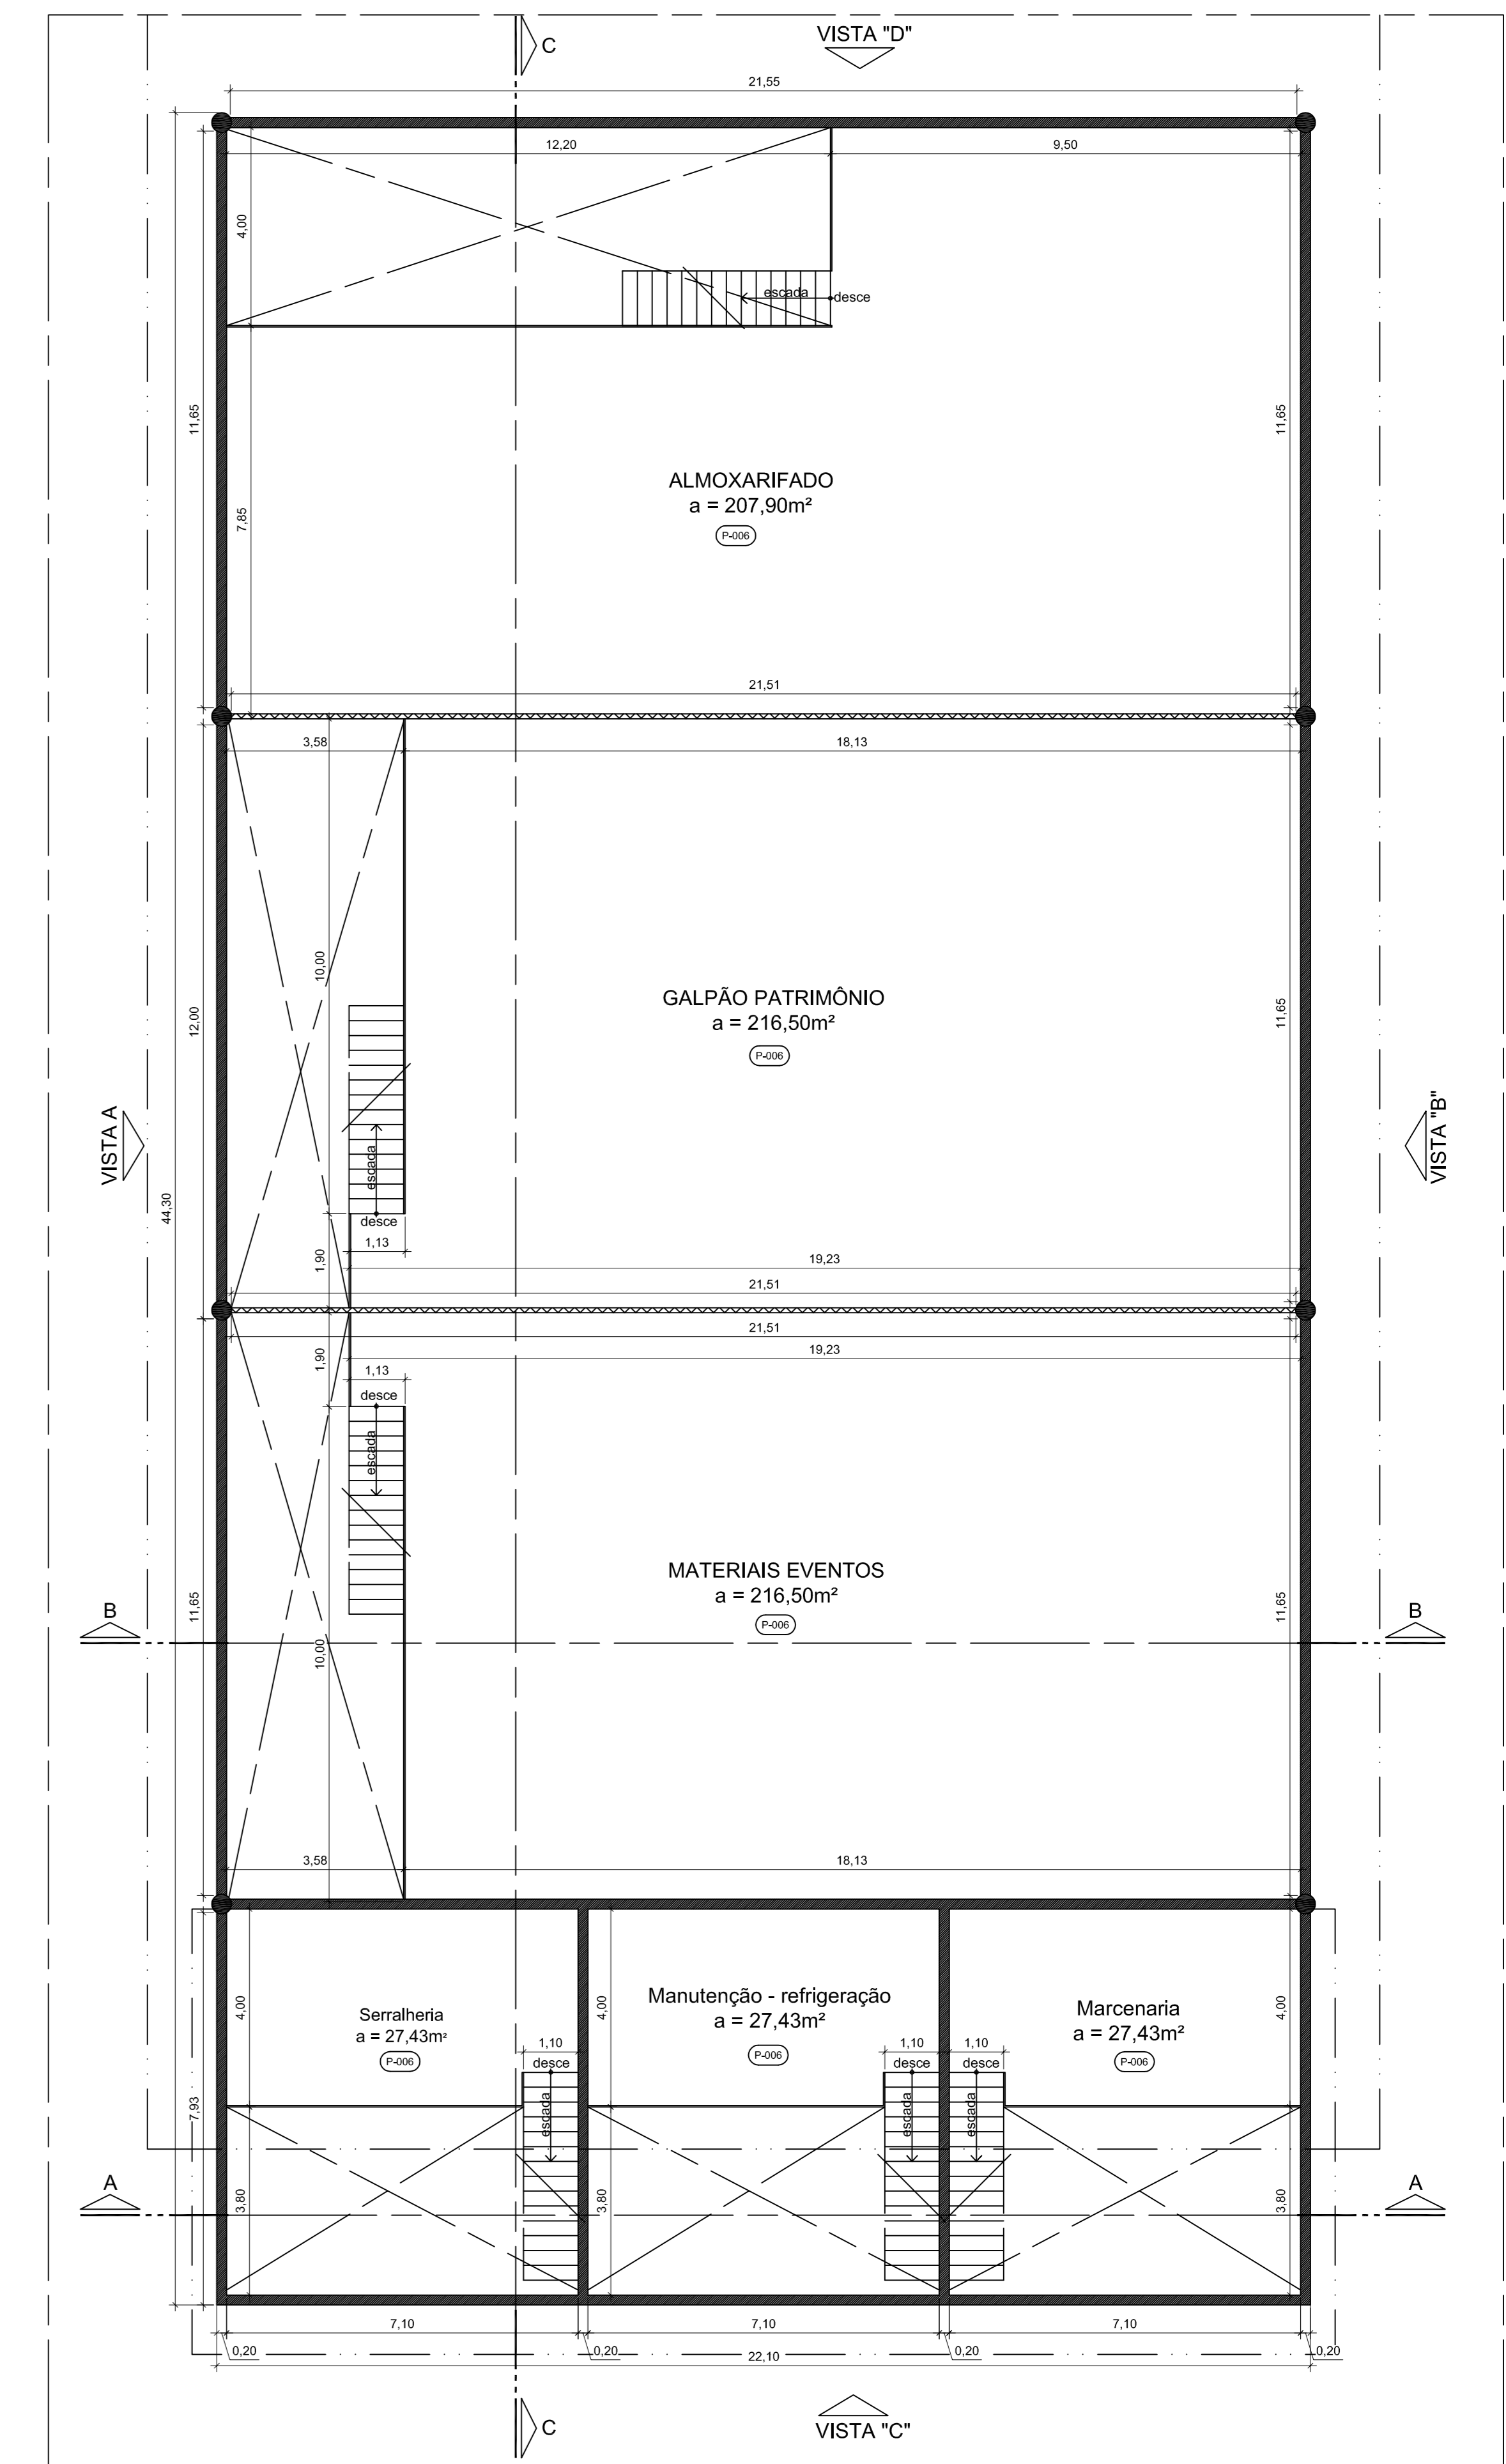 C
VISTA "D"
21,55
12,20
9,50
4,00
escada
desce
11,65
11,65
ALMOXARIFADO
a = 207,90m²
P-006
7,85
21,51
3,58
18,13
10,00
GALPÃO PATRIMÔNIO
a = 216,50m²
P-006
12,00
11,65
VISTA A
VISTA "B"
44,30
escada
desce
1,13
1,90
19,23
21,51
21,51
19,23
1,90
1,13
desce
escada
MATERIAIS EVENTOS
a = 216,50m²
P-006
11,65
11,65
B
B
10,00
3,58
18,13
4,00
Serralheria
a = 27,43m²
P-006
1,10
desce
escada
4,00
Manutenção - refrigeração
a = 27,43m²
P-006
1,10
desce
escada
1,10
desce
escada
Marcenaria
a = 27,43m²
P-006
4,00
7,93
A
A
3,80
3,80
3,80
7,10
7,10
7,10
0,20
0,20
0,20
0,20
22,10
C
VISTA "C"